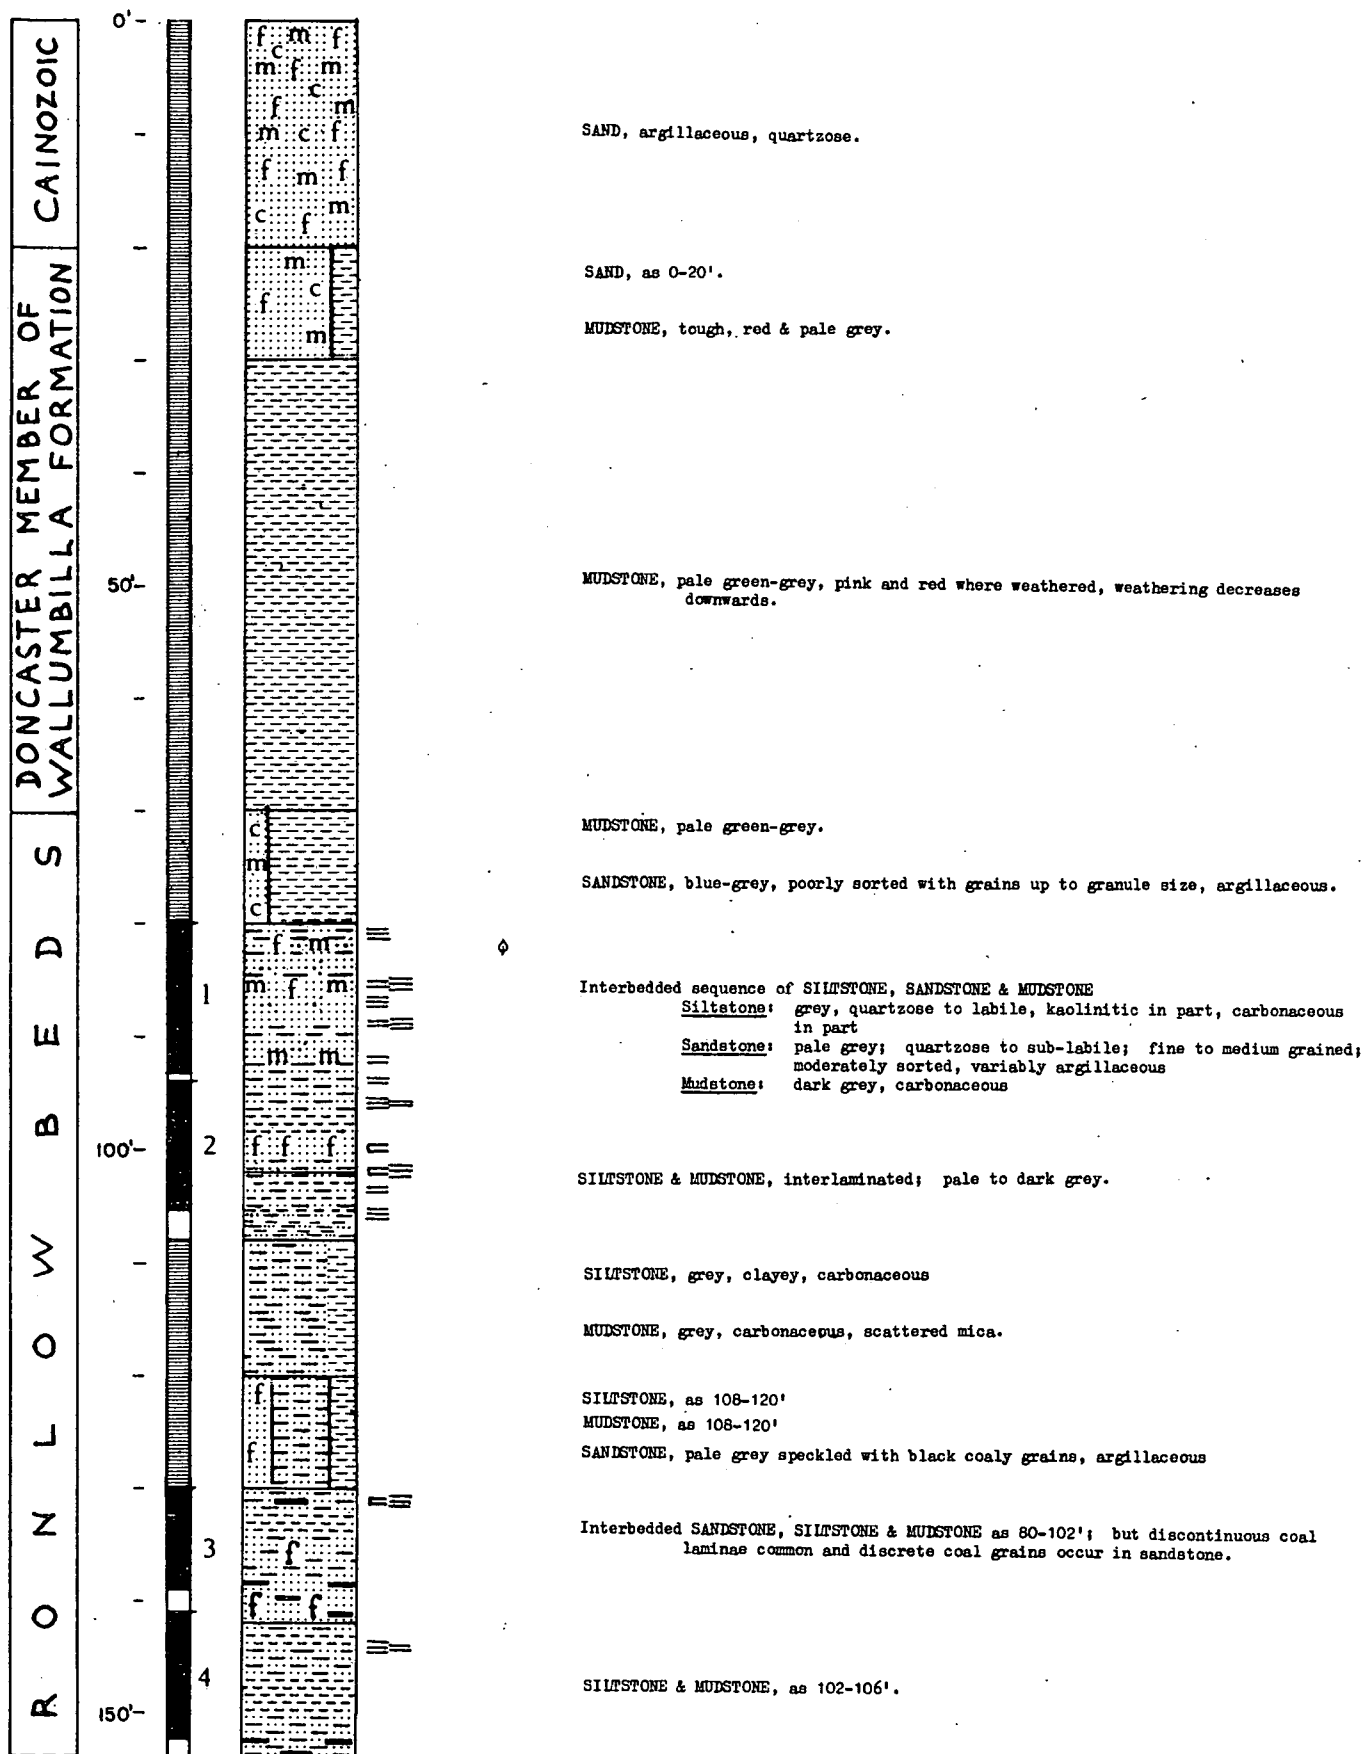 CAINOZOIC
DONCASTER MEMBER OF
WALLUMBILLA FORMATION
RONLOW BEDS
0'-
50'-
100'-
150'-
1
2
3
4
f m f
c
m f m
c
f m
m c f
f m f
m
c f
m
c
f
m
c
m
c
f m
m f m
m m
f f f
f
f
f
f f
SAND, argillaceous, quartzose.
SAND, as 0-20'.
MUDSTONE, tough, red & pale grey.
MUDSTONE, pale green-grey, pink and red where weathered, weathering decreases
downwards.
MUDSTONE, pale green-grey.
SANDSTONE, blue-grey, poorly sorted with grains up to granule size, argillaceous.
Interbedded sequence of SILTSTONE, SANDSTONE & MUDSTONE
Siltstone: grey, quartzose to labile, kaolinitic in part, carbonaceous
in part
Sandstone: pale grey; quartzose to sub-labile; fine to medium grained;
moderately sorted, variably argillaceous
Mudstone: dark grey, carbonaceous
SILTSTONE & MUDSTONE, interlaminated; pale to dark grey.
SILTSTONE, grey, clayey, carbonaceous
MUDSTONE, grey, carbonaceous, scattered mica.
SILTSTONE, as 108-120'
MUDSTONE, as 108-120'
SANDSTONE, pale grey speckled with black coaly grains, argillaceous
Interbedded SANDSTONE, SILTSTONE & MUDSTONE as 80-102'; but discontinuous coal
laminae common and discrete coal grains occur in sandstone.
SILTSTONE & MUDSTONE, as 102-106'.